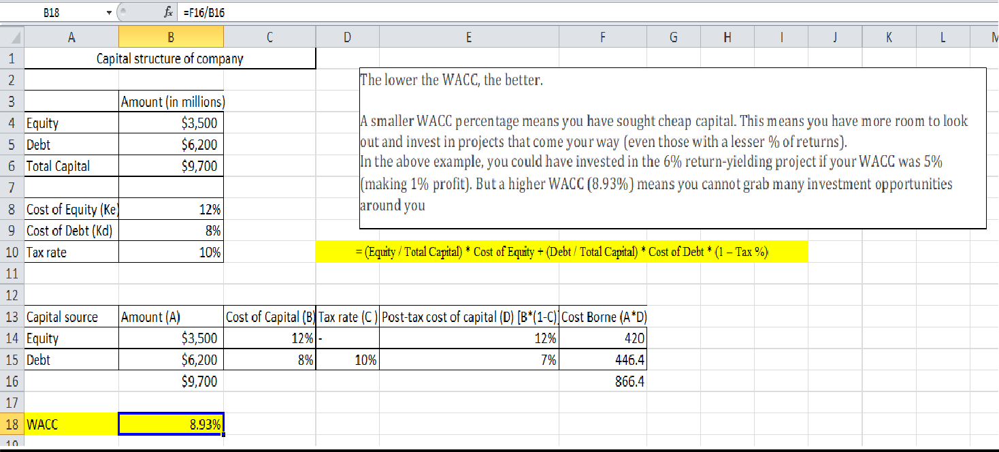 B18 fx =F16/B16
A B C D E F G H I J K L M
1 Capital structure of company
2
3 Amount (in millions)
4 Equity $3,500
5 Debt $6,200
6 Total Capital $9,700
7
8 Cost of Equity (Ke) 12%
9 Cost of Debt (Kd) 8%
10 Tax rate 10%
The lower the WACC, the better.
A smaller WACC percentage means you have sought cheap capital. This means you have more room to look
out and invest in projects that come your way (even those with a lesser % of returns).
In the above example, you could have invested in the 6% return-yielding project if your WACC was 5%
(making 1% profit). But a higher WACC (8.93%) means you cannot grab many investment opportunities
around you
= (Equity / Total Capital) * Cost of Equity + (Debt / Total Capital) * Cost of Debt * (1 – Tax %)
11
12
13 Capital source Amount (A) Cost of Capital (B) Tax rate (C ) Post-tax cost of capital (D) [B*(1-C)] Cost Borne (A*D)
14 Equity $3,500 12% - 12% 420
15 Debt $6,200 8% 10% 7% 446.4
16 $9,700 866.4
17
18 WACC 8.93%
19